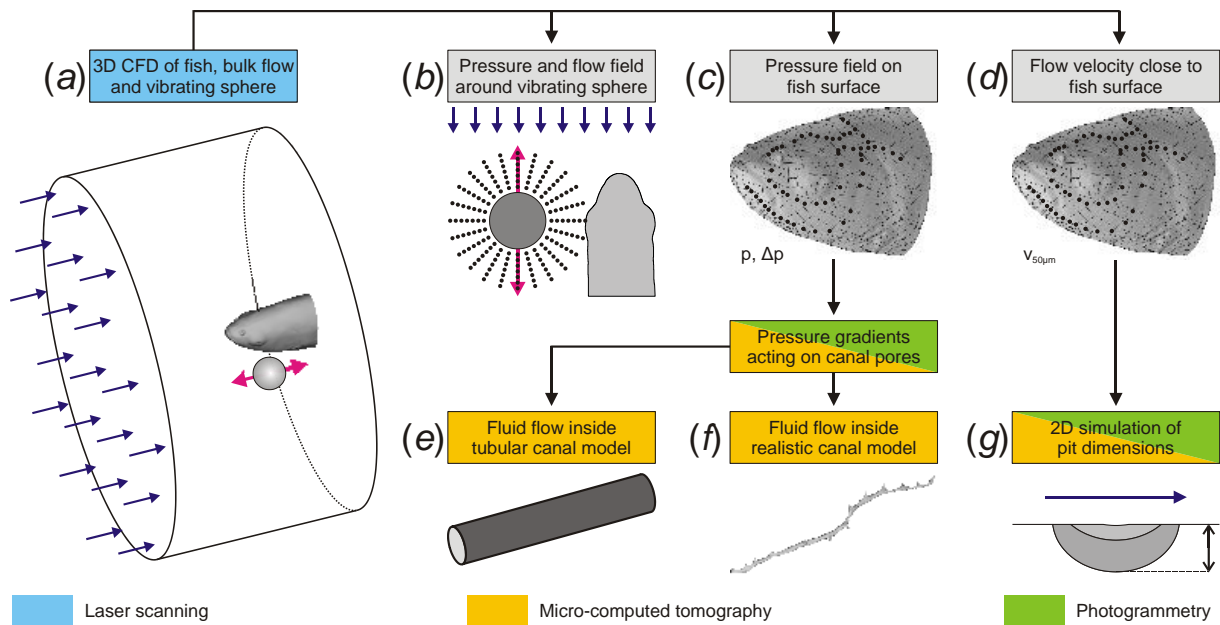 (a)
3D CFD of fish, bulk flow
and vibrating sphere
(b)
Pressure and flow field
around vibrating sphere
(c)
Pressure field on
fish surface
(d)
Flow velocity close to
fish surface
p, Δp
v50µm
Pressure gradients
acting on canal pores
(e)
Fluid flow inside
tubular canal model
(f)
Fluid flow inside
realistic canal model
(g)
2D simulation of
pit dimensions
Laser scanning
Micro-computed tomography
Photogrammetry